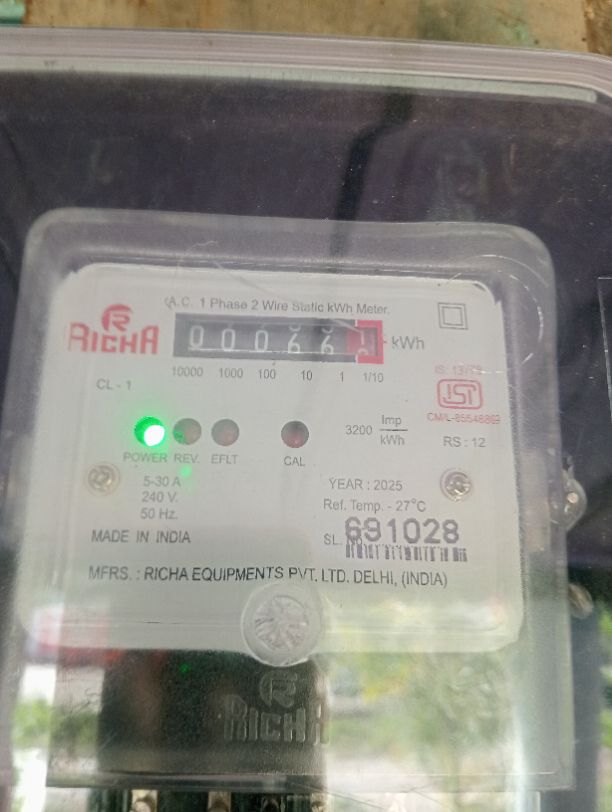 A.C. 1 Phase 2 Wire Static kWh Meter.
RICHA
0 0 0 6 6 kWh
10000 1000 100 10 1 1/10
CL - 1
CM/L-
3200 Imp/kWh
RS : 12
POWER REV. EFLT CAL
5-30 A
240 V.
50 Hz.
YEAR : 2025
Ref. Temp. - 27°C
MADE IN INDIA
SL. No 691028
MFRS. : RICHA EQUIPMENTS PVT. LTD. DELHI, (INDIA)
RICHA